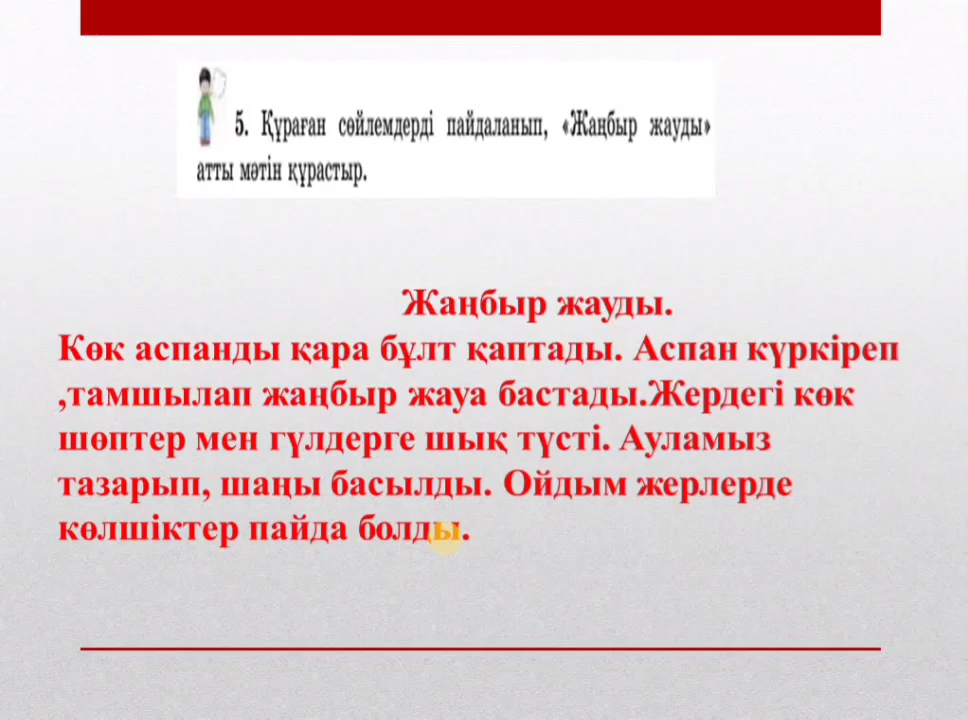 5. Құраған сөйлемдерді пайдаланып, «Жаңбыр жауды»
атты мәтін құрастыр.
Жаңбыр жауды.
Көк аспанды қара бұлт қаптады. Аспан күркіреп
,тамшылап жаңбыр жауа бастады.Жердегі көк
шөптер мен гүлдерге шық түсті. Ауламыз
тазарып, шаңы басылды. Ойдым жерлерде
көлшіктер пайда болды.